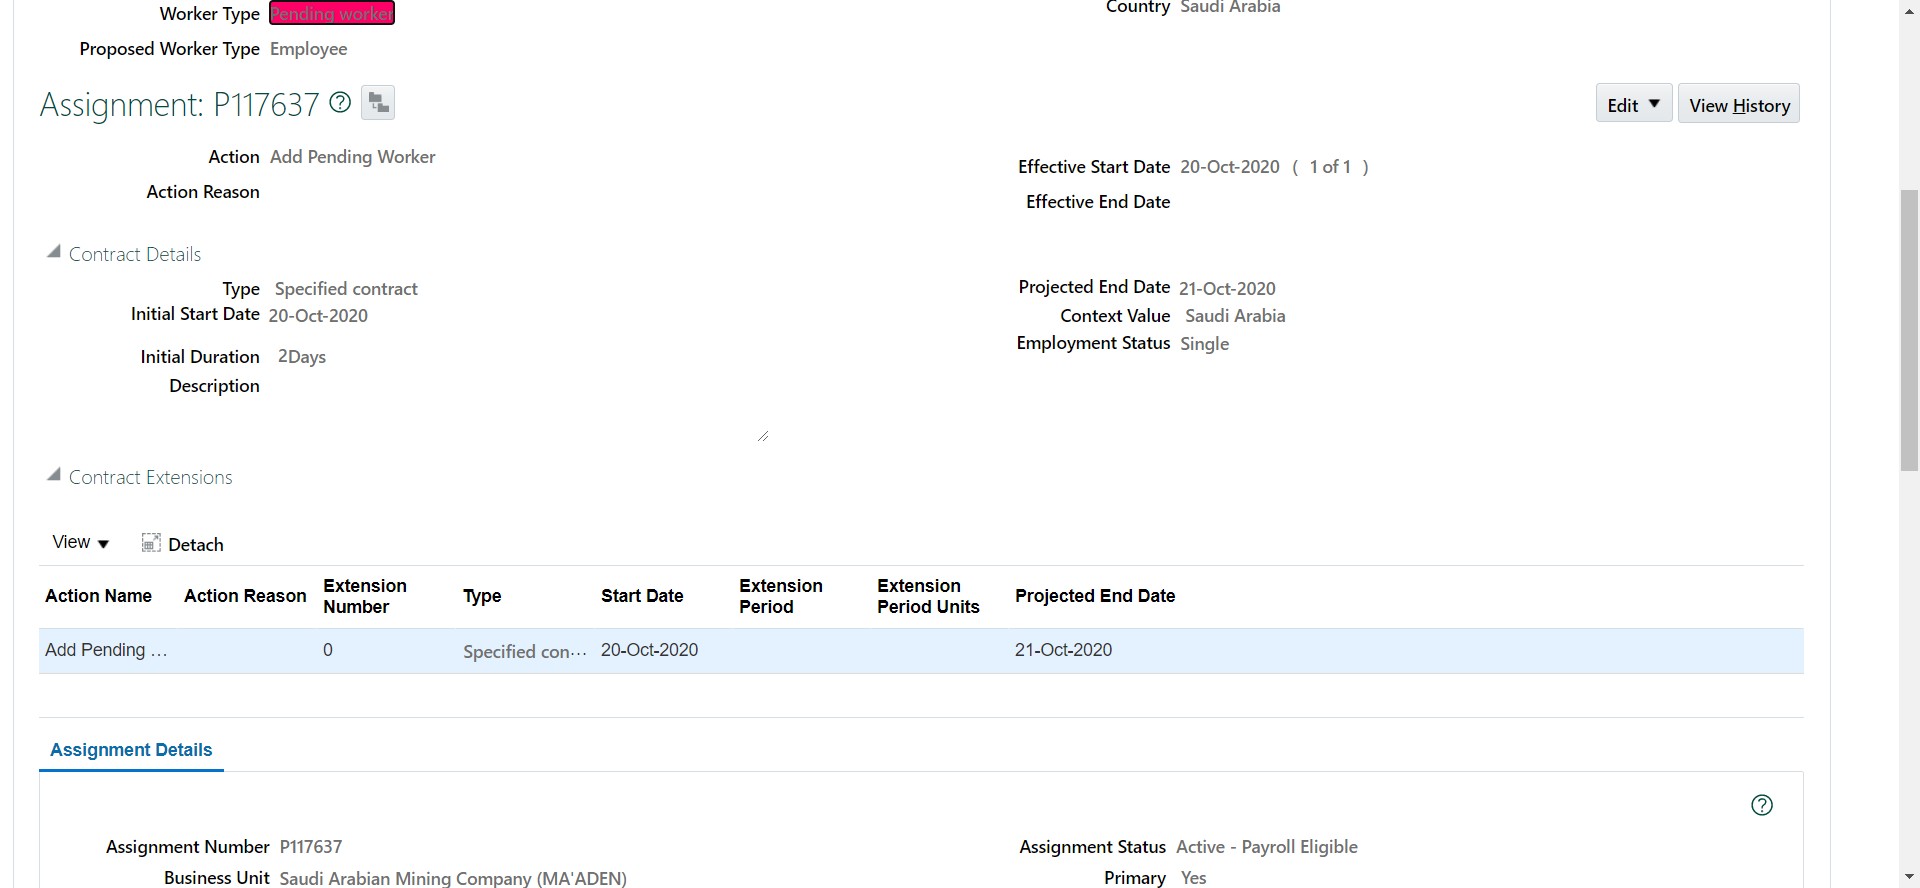 Worker Type Pending worker
Country Saudi Arabia
Proposed Worker Type Employee
Assignment: P117637
Edit
View History
Action Add Pending Worker
Effective Start Date 20-Oct-2020 ( 1 of 1 )
Action Reason
Effective End Date
Contract Details
Type Specified contract
Projected End Date 21-Oct-2020
Initial Start Date 20-Oct-2020
Context Value Saudi Arabia
Employment Status Single
Initial Duration 2Days
Description
Contract Extensions
View
Detach
Action Name Action Reason Extension Number Type Start Date Extension Period Extension Period Units Projected End Date
Add Pending ... 0 Specified con... 20-Oct-2020 21-Oct-2020
Assignment Details
Assignment Number P117637
Assignment Status Active - Payroll Eligible
Business Unit Saudi Arabian Mining Company (MA'ADEN)
Primary Yes